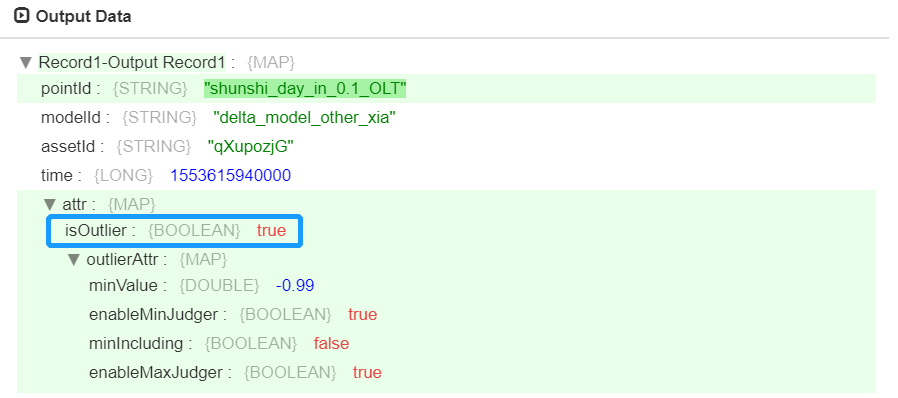 Output Data
Record1-Output Record1 : {MAP}
pointId : {STRING} "shunshi_day_in_0.1_OLT"
modelId : {STRING} "delta_model_other_xia"
assetId : {STRING} "qXupozjG"
time : {LONG} 1553615940000
attr : {MAP}
isOutlier : {BOOLEAN} true
outlierAttr : {MAP}
minValue : {DOUBLE} -0.99
enableMinJudger : {BOOLEAN} true
minIncluding : {BOOLEAN} false
enableMaxJudger : {BOOLEAN} true